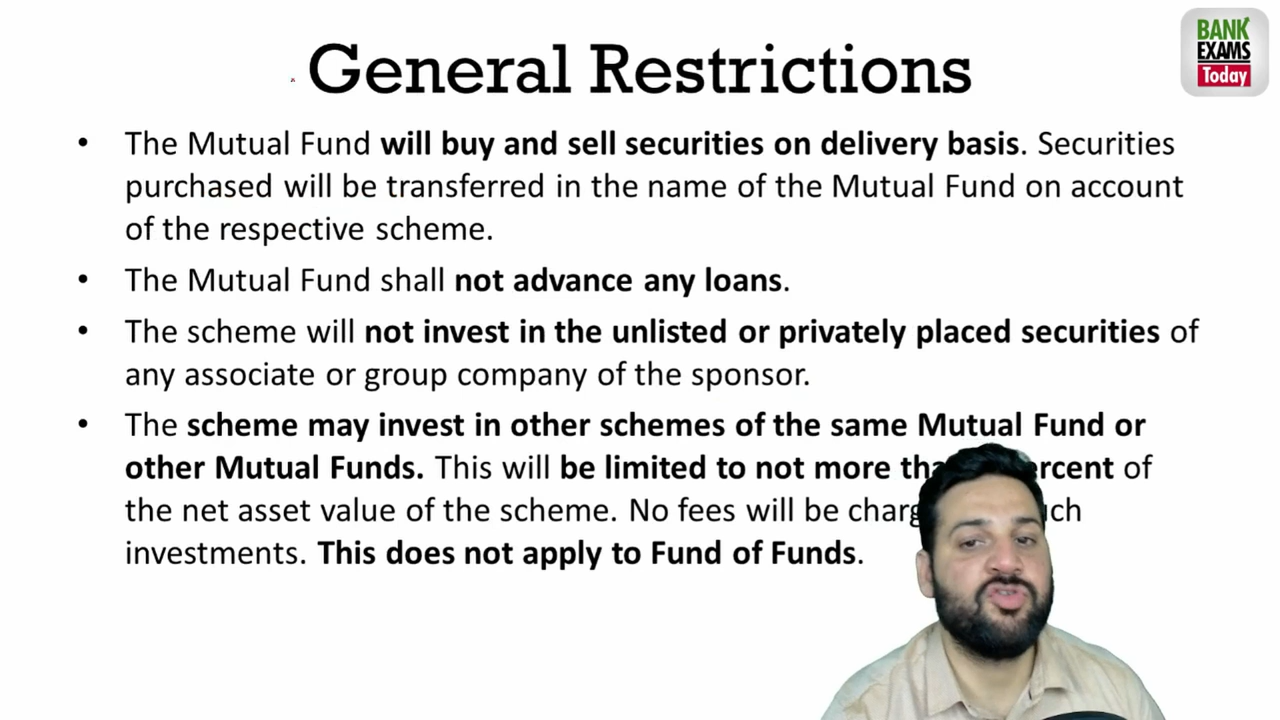 BANK
EXAMS
Today
General Restrictions
• The Mutual Fund will buy and sell securities on delivery basis. Securities
purchased will be transferred in the name of the Mutual Fund on account
of the respective scheme.
• The Mutual Fund shall not advance any loans.
• The scheme will not invest in the unlisted or privately placed securities of
any associate or group company of the sponsor.
• The scheme may invest in other schemes of the same Mutual Fund or
other Mutual Funds. This will be limited to not more of
the net asset value of the scheme. No fees will be
investments. This does not apply to Fund of Funds.